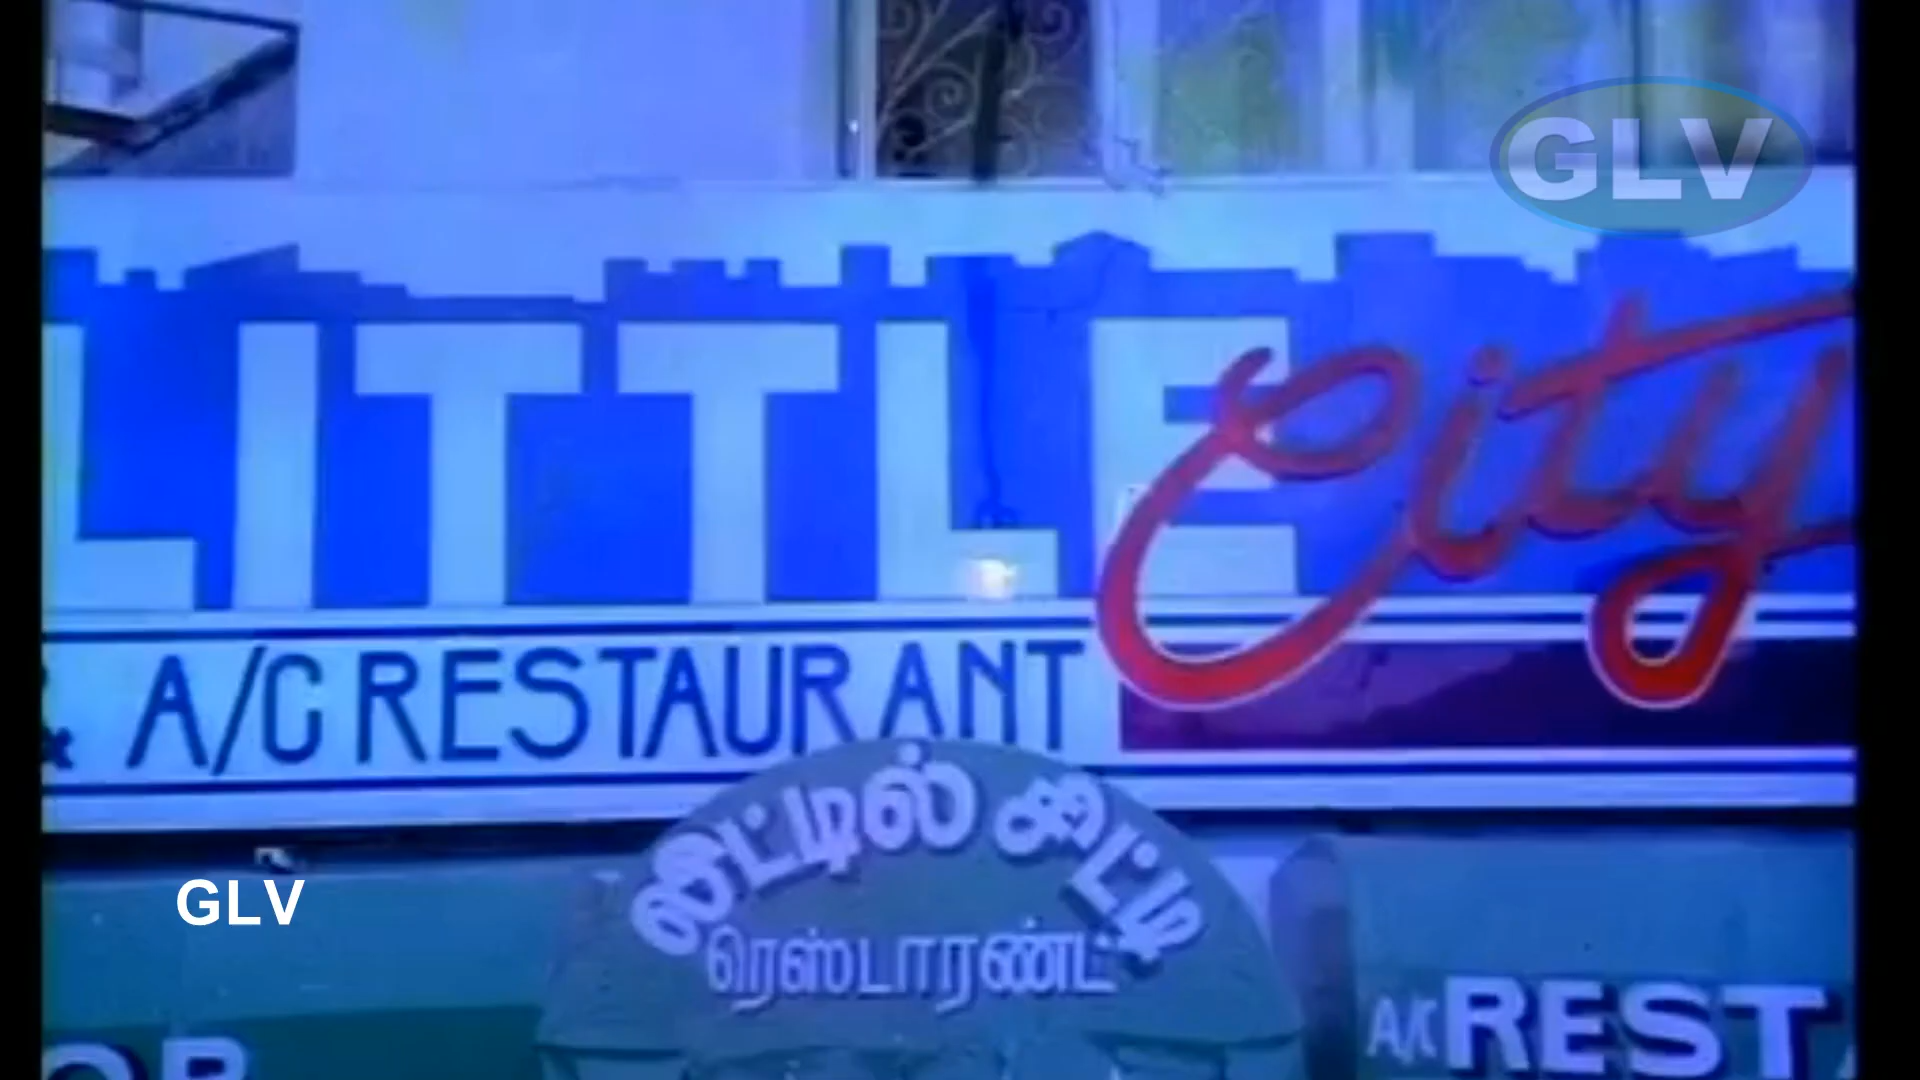 GLV
LITTLE City
& A/C RESTAURANT
லிட்டில் சிட்டி
ரெஸ்டாரண்ட்
GLV
A/C REST